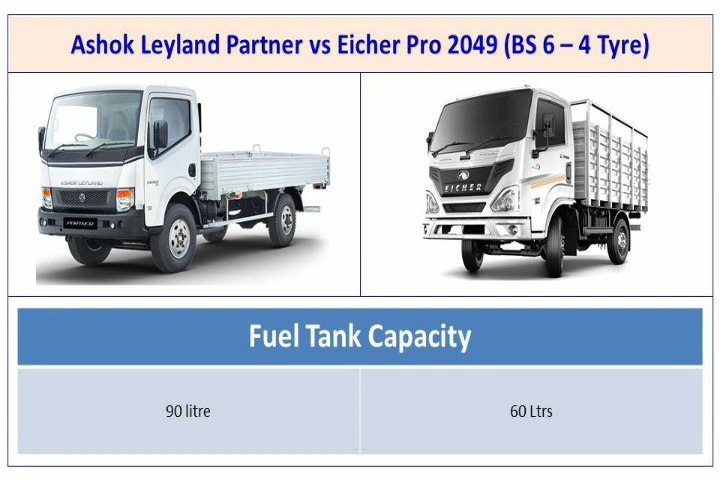 Ashok Leyland Partner vs Eicher Pro 2049 (BS 6 – 4 Tyre)
ASHOK LEYLAND
PARTNER
EICHER
Fuel Tank Capacity
90 litre
60 Ltrs